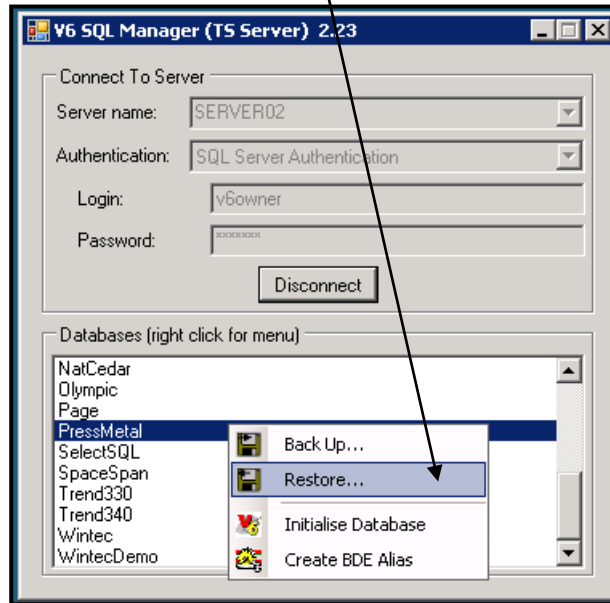 V6 SQL Manager (TS Server) 2.23
Connect To Server
Server name: SERVER02
Authentication: SQL Server Authentication
Login: v6owner
Password: *******
Disconnect
Databases (right click for menu)
NatCedar
Olympic
Page
PressMetal
SelectSQL
SpaceSpan
Trend330
Trend340
Wintec
WintecDemo
Back Up...
Restore...
Initialise Database
Create BDE Alias